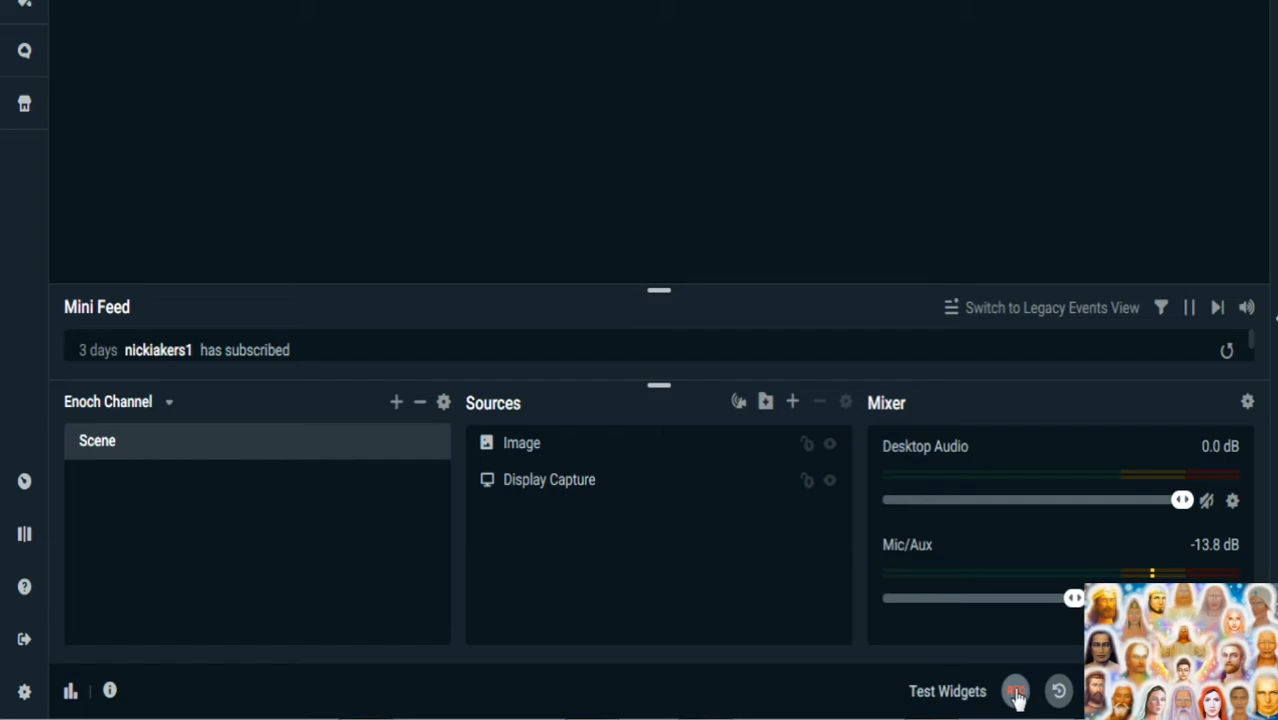 Mini Feed
Switch to Legacy Events View
3 days nickiakers1 has subscribed
Enoch Channel
Sources
Mixer
Scene
Image
Display Capture
Desktop Audio
0.0 dB
Mic/Aux
-13.8 dB
Test Widgets